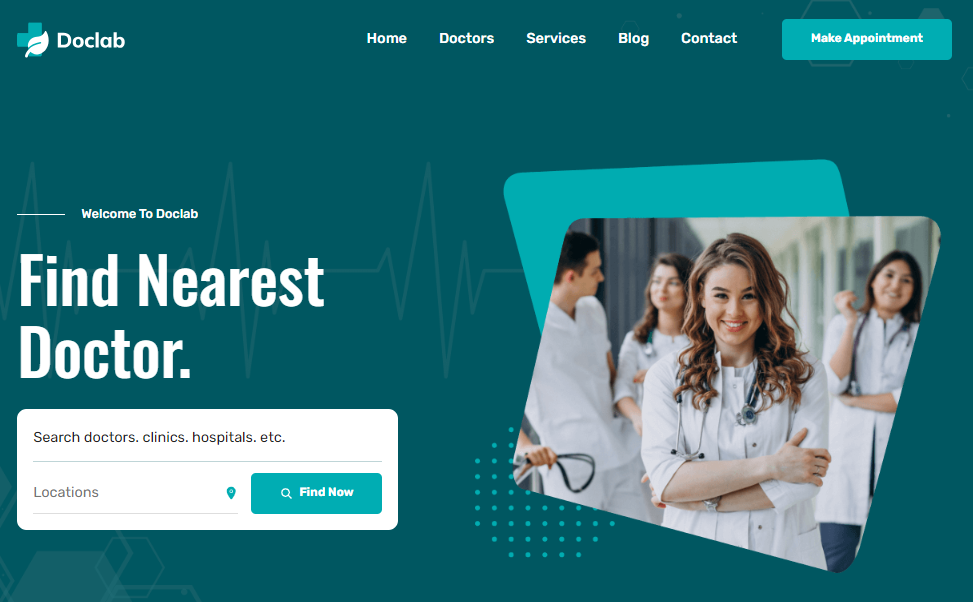 Doclab
Home
Doctors
Services
Blog
Contact
Make Appointment
Welcome To Doclab
Find Nearest
Doctor.
Search doctors. clinics. hospitals. etc.
Locations
Find Now